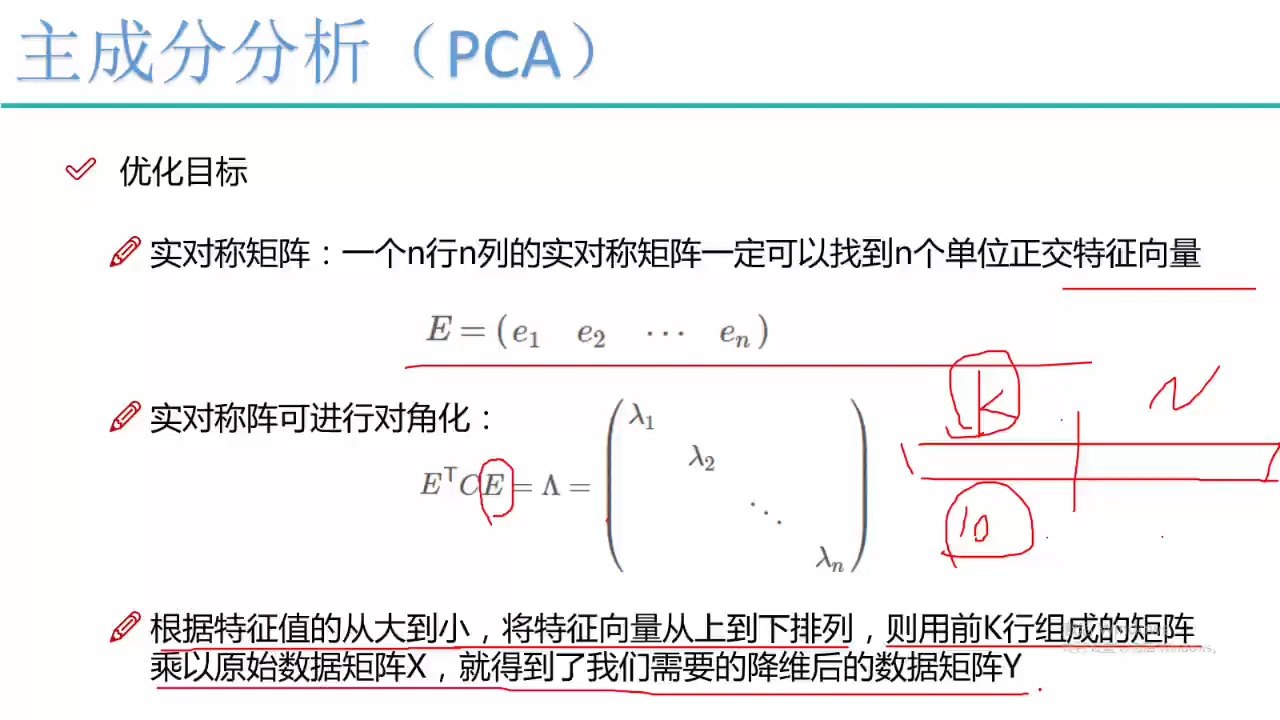 主成分分析（PCA）
优化目标
实对称矩阵：一个n行n列的实对称矩阵一定可以找到n个单位正交特征向量
E = (e₁ e₂ ⋯ eₙ)
K N
实对称阵可进行对角化：
EᵀCE = Λ = ( λ₁ λ₂ ⋱ λₙ )
10
根据特征值的从大到小，将特征向量从上到下排列，则用前K行组成的矩阵
乘以原始数据矩阵X，就得到了我们需要的降维后的数据矩阵Y